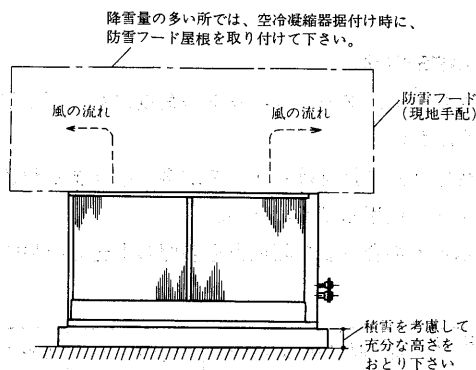 降雪量の多い所では、空冷凝縮器据付け時に、
防雪フード屋根を取り付けて下さい。
風の流れ
風の流れ
防雪フード
(現地手配)
積雪を考慮して
充分な高さを
おとり下さい